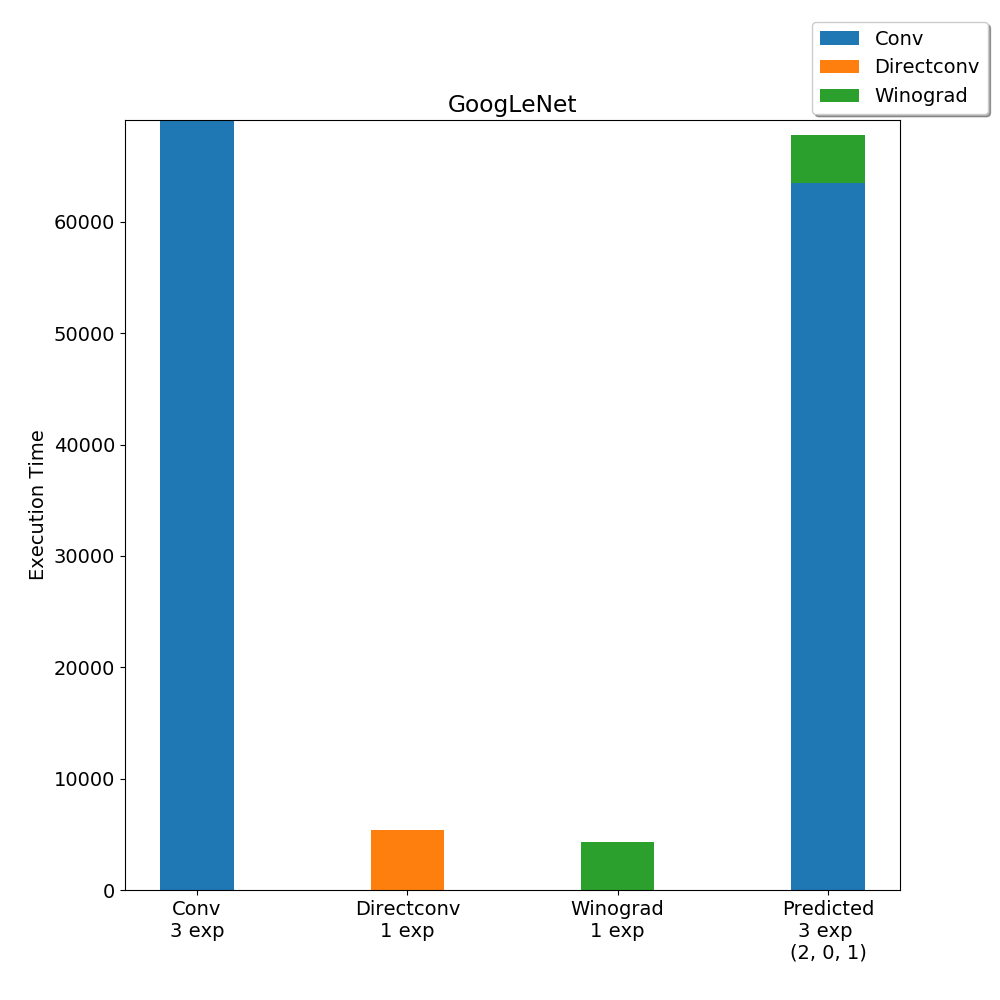 Conv
Directconv
Winograd
GoogLeNet
Execution Time
60000
50000
40000
30000
20000
10000
0
Conv
3 exp
Directconv
1 exp
Winograd
1 exp
Predicted
3 exp
(2, 0, 1)